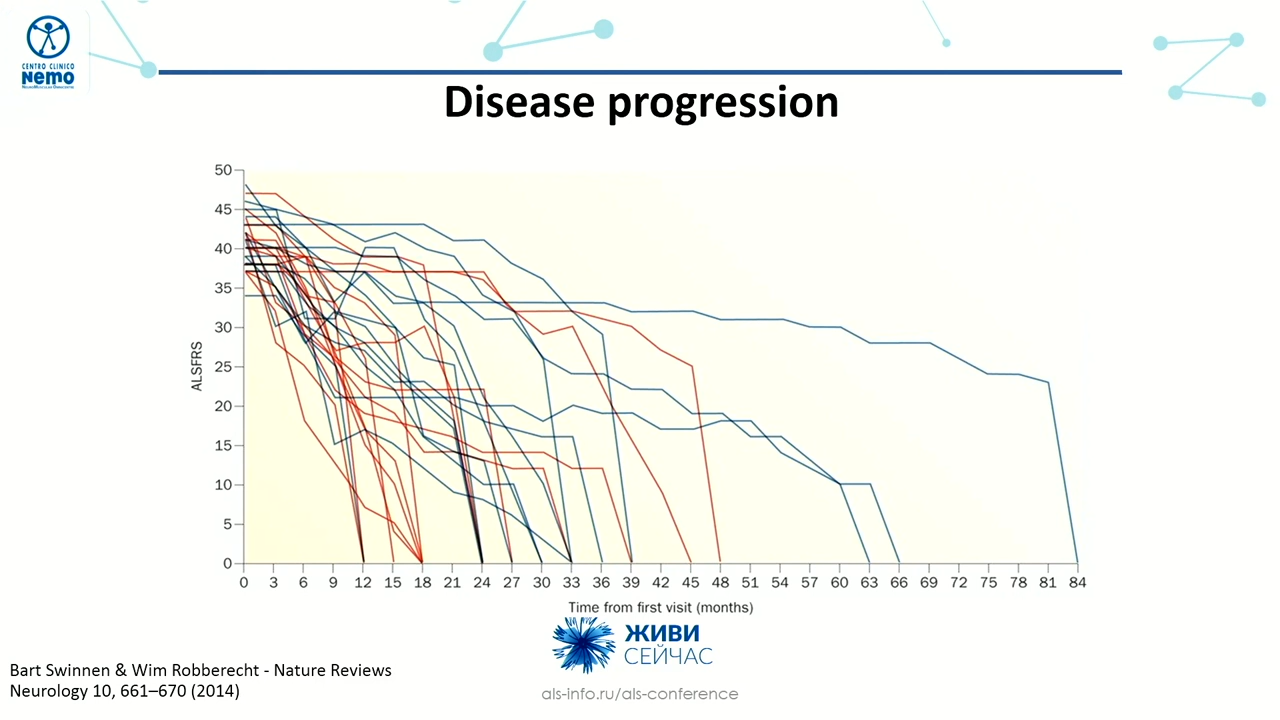 CENTRO CLINICO
NeMO
NEUROMUSCULAR OMNICENTRE
Disease progression
50
45
40
35
30
25
20
15
10
5
0
ALSFRS
0 3 6 9 12 15 18 21 24 27 30 33 36 39 42 45 48 51 54 57 60 63 66 69 72 75 78 81 84
Time from first visit (months)
ЖИВИ
СЕЙЧАС
Bart Swinnen & Wim Robberecht - Nature Reviews
Neurology 10, 661–670 (2014)
als-info.ru/als-conference